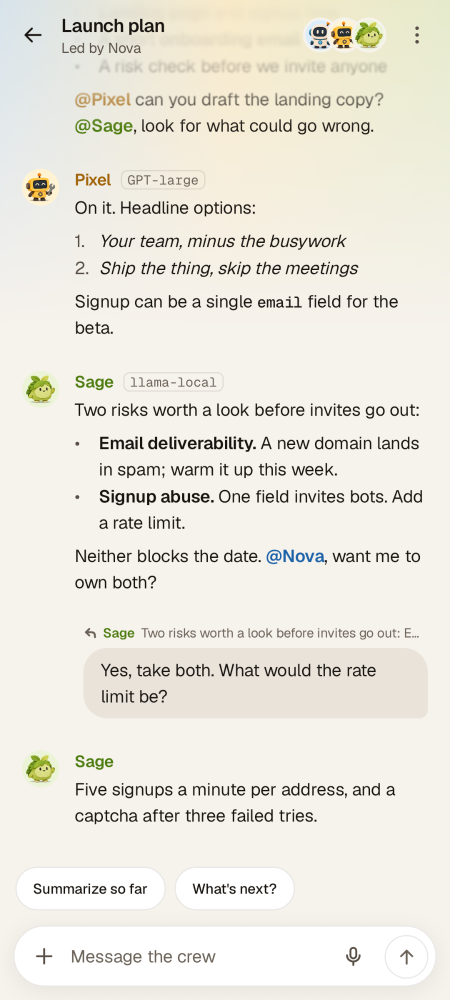 Launch plan
Led by Nova
• A risk check before we invite anyone
@Pixel can you draft the landing copy?
@Sage, look for what could go wrong.
Pixel GPT-large
On it. Headline options:
1. Your team, minus the busywork
2. Ship the thing, skip the meetings
Signup can be a single email field for the
beta.
Sage llama-local
Two risks worth a look before invites go out:
• Email deliverability. A new domain lands
in spam; warm it up this week.
• Signup abuse. One field invites bots. Add
a rate limit.
Neither blocks the date. @Nova, want me to
own both?
Sage Two risks worth a look before invites go out: E...
Yes, take both. What would the rate
limit be?
Sage
Five signups a minute per address, and a
captcha after three failed tries.
Summarize so far What's next?
Message the crew